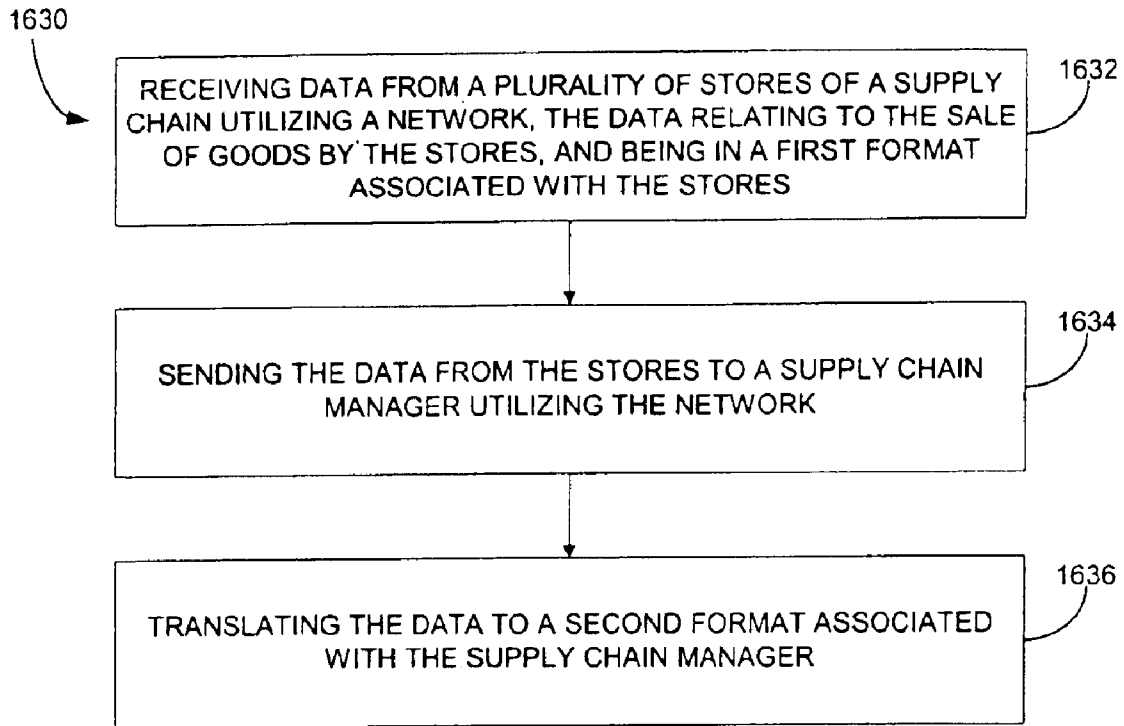 1630
RECEIVING DATA FROM A PLURALITY OF STORES OF A SUPPLY
CHAIN UTILIZING A NETWORK, THE DATA RELATING TO THE SALE
OF GOODS BY THE STORES, AND BEING IN A FIRST FORMAT
ASSOCIATED WITH THE STORES
1632
SENDING THE DATA FROM THE STORES TO A SUPPLY CHAIN
MANAGER UTILIZING THE NETWORK
1634
TRANSLATING THE DATA TO A SECOND FORMAT ASSOCIATED
WITH THE SUPPLY CHAIN MANAGER
1636